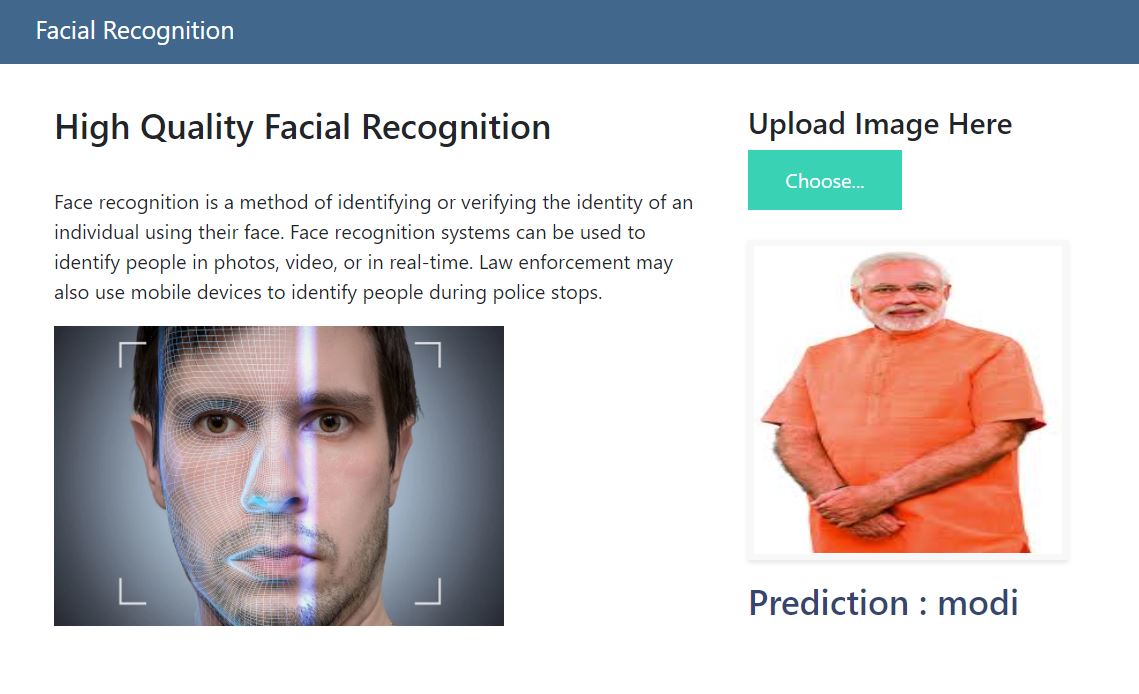 Facial Recognition
High Quality Facial Recognition
Face recognition is a method of identifying or verifying the identity of an
individual using their face. Face recognition systems can be used to
identify people in photos, video, or in real-time. Law enforcement may
also use mobile devices to identify people during police stops.
Upload Image Here
Choose...
Prediction : modi